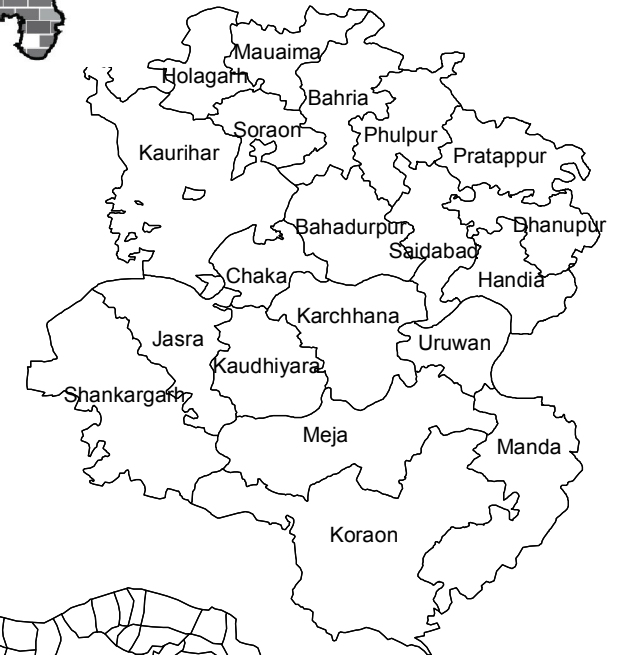 Mauaima
Holagarh
Bahria
Soraon
Phulpur
Kaurihar
Pratappur
Bahadurpur
Dhanupur
Saidabad
Chaka
Handia
Karchhana
Jasra
Uruwan
Kaudhiyara
Shankargarh
Meja
Manda
Koraon